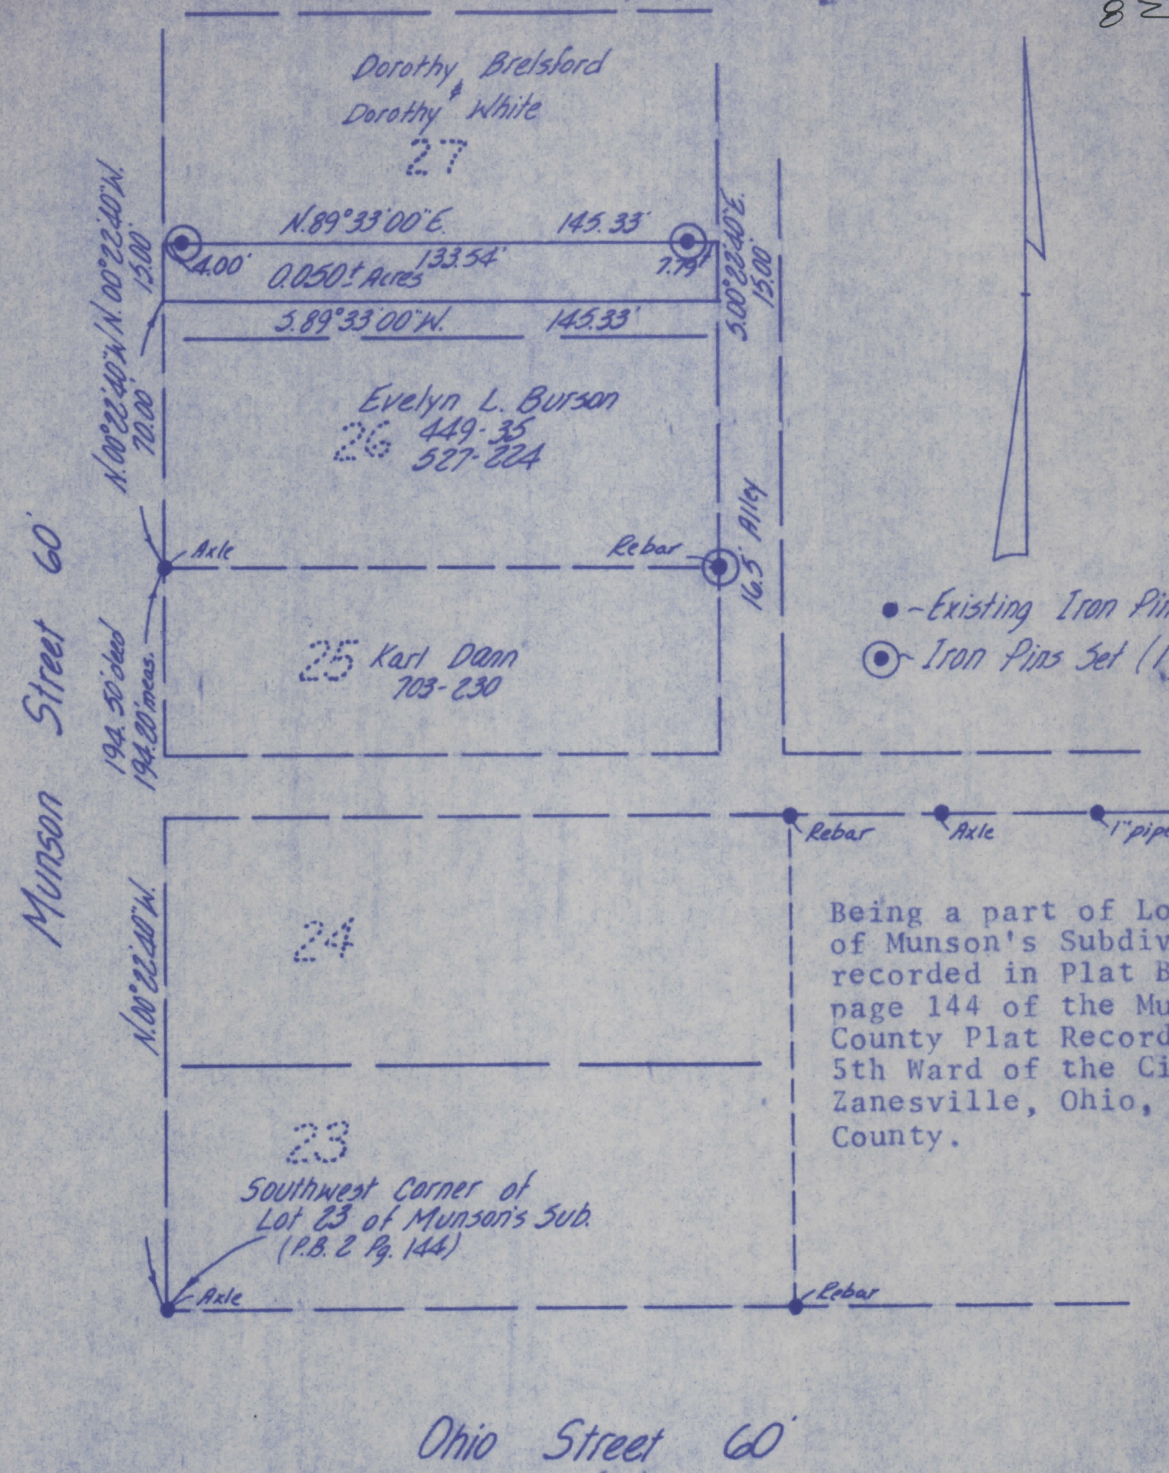 82
Dorothy Brelsford
&
Dorothy White
27
N.89°33'00"E. 145.33'
4.00' 133.54' 7.79'
0.050± Acres
S.89°33'00"W. 145.33'
N.00°22'40"W.
15.00'
S.00°22'40"E.
15.00'
N.00°22'40"W.
70.00'
Evelyn L. Burson
26 449-35
527-224
16.5' Alley
Axle
Rebar
Munson Street 60'
194.50'deed
194.20'meas.
25 Karl Dann
703-230
~Existing Iron Pin
~Iron Pins Set (1
Rebar
Axle
1"pipe
N.00°22'40"W.
24
Being a part of Lo
of Munson's Subdiv
recorded in Plat B
page 144 of the Mu
County Plat Record
5th Ward of the Ci
Zanesville, Ohio,
County.
23
Southwest Corner of
Lot 23 of Munson's Sub.
(P.B. 2 Pg. 144)
Axle
Rebar
Ohio Street 60'